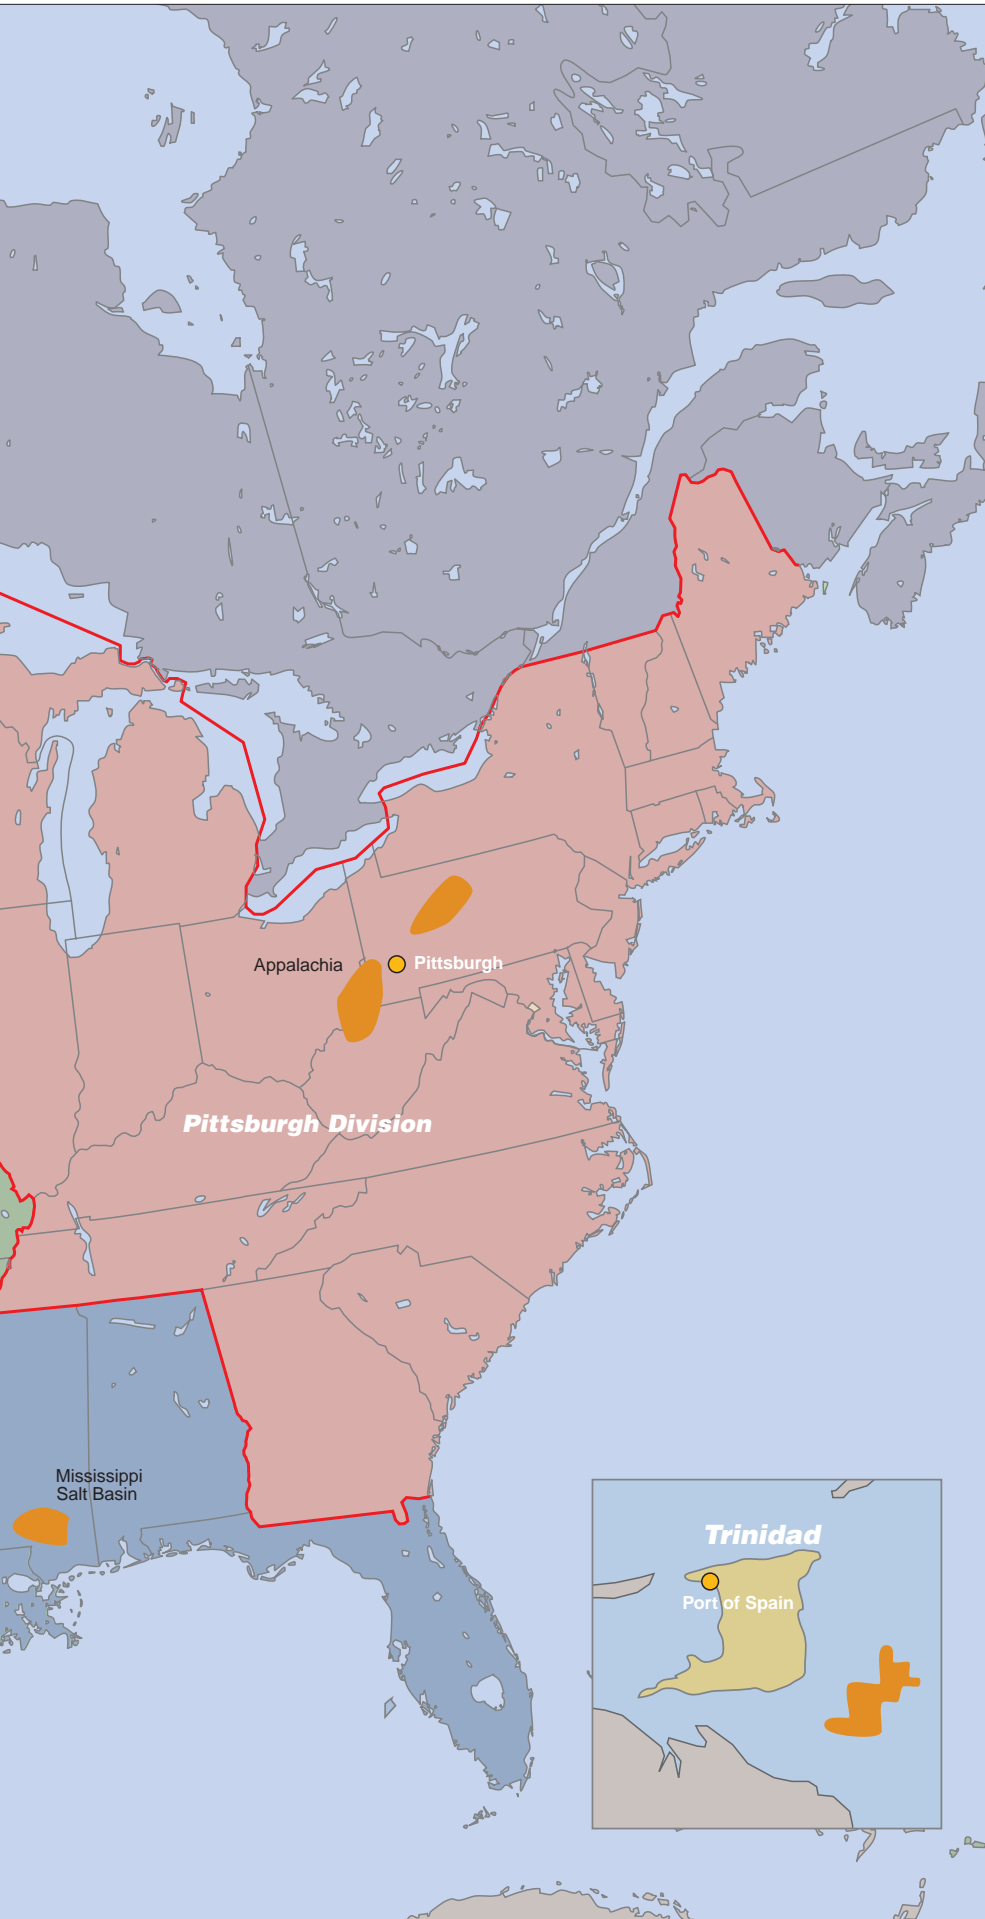 Appalachia
Pittsburgh
Pittsburgh Division
Mississippi
Salt Basin
Trinidad
Port of Spain